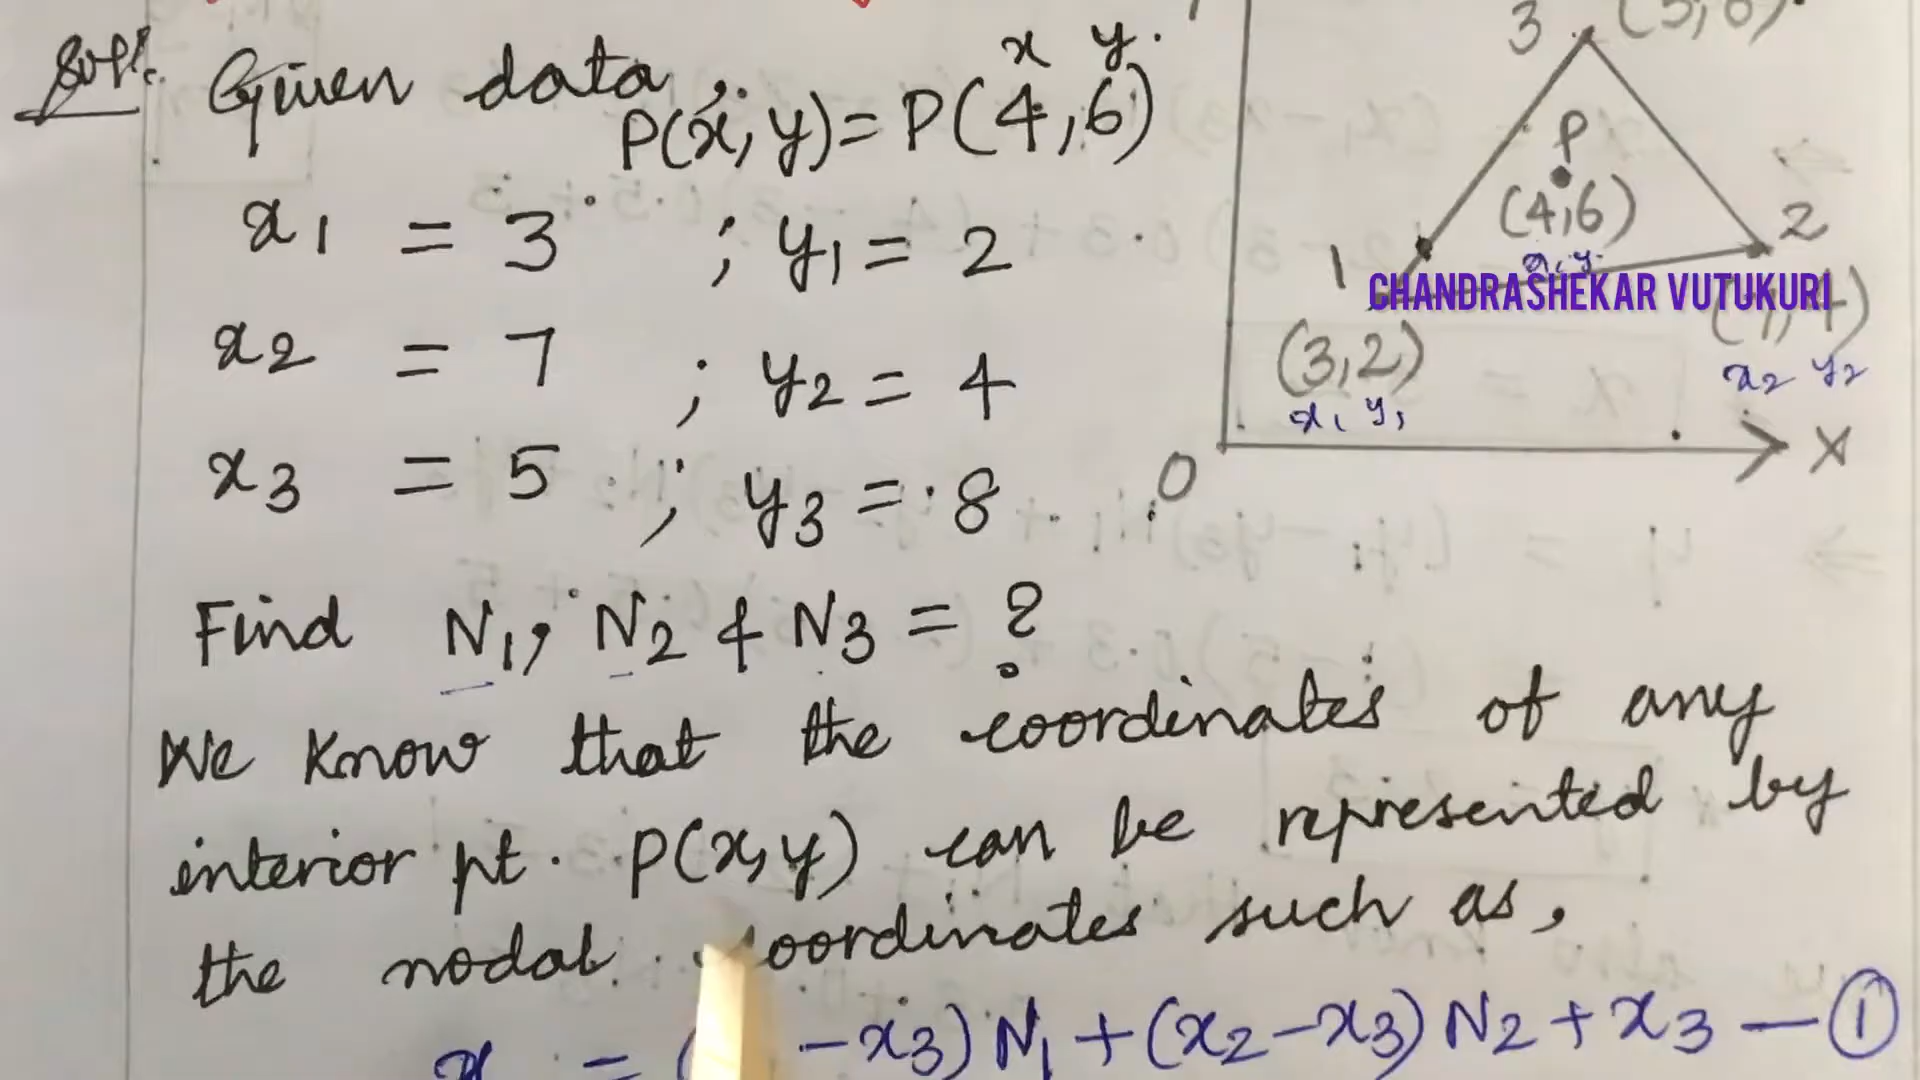 Soln. Given data,
x y.
P(x, y) = P(4, 6)
x1 = 3 ; y1 = 2
x2 = 7 ; y2 = 4
x3 = 5 ; y3 = 8
Find N1, N2 & N3 = ?
We know that the coordinates of any
interior pt. P(x, y) can be represented by
the nodal coordinates such as,
x = ( - x3) N1 + (x2 - x3) N2 + x3 — 1
3
P
(4,6)
x, y
1
2
CHANDRASHEKAR VUTUKURI
(3,2)
x1 y1
x2 y2
0
X